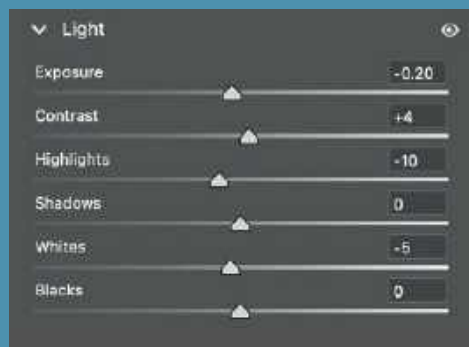 Light
Exposure -0.20
Contrast +4
Highlights -10
Shadows 0
Whites -5
Blacks 0